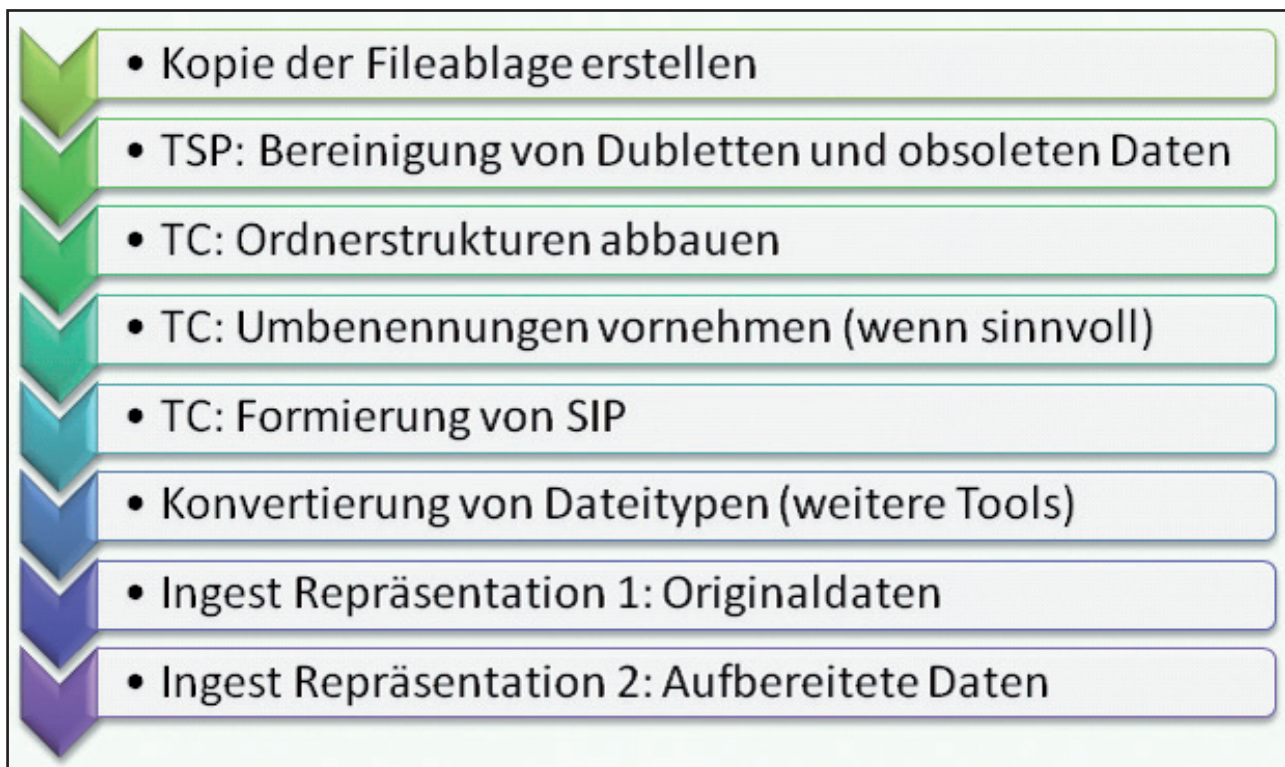 • Kopie der Fileablage erstellen
• TSP: Bereinigung von Dubletten und obsoleten Daten
• TC: Ordnerstrukturen abbauen
• TC: Umbenennungen vornehmen (wenn sinnvoll)
• TC: Formierung von SIP
• Konvertierung von Dateitypen (weitere Tools)
• Ingest Repräsentation 1: Originaldaten
• Ingest Repräsentation 2: Aufbereitete Daten